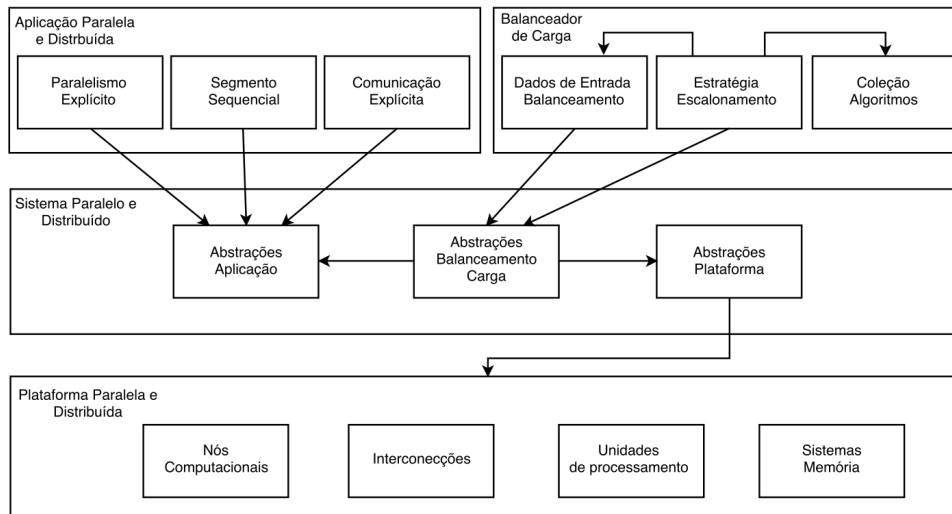 Aplicação Paralela
e Distrbuída
Paralelismo
Explícito
Segmento
Sequencial
Comunicação
Explícita
Balanceador
de Carga
Dados de Entrada
Balanceamento
Estratégia
Escalonamento
Coleção
Algoritmos
Sistema Paralelo e
Distribuído
Abstrações
Aplicação
Abstrações
Balanceamento
Carga
Abstrações
Plataforma
Plataforma Paralela e
Distribuída
Nós
Computacionais
Interconecções
Unidades
de processamento
Sistemas
Memória